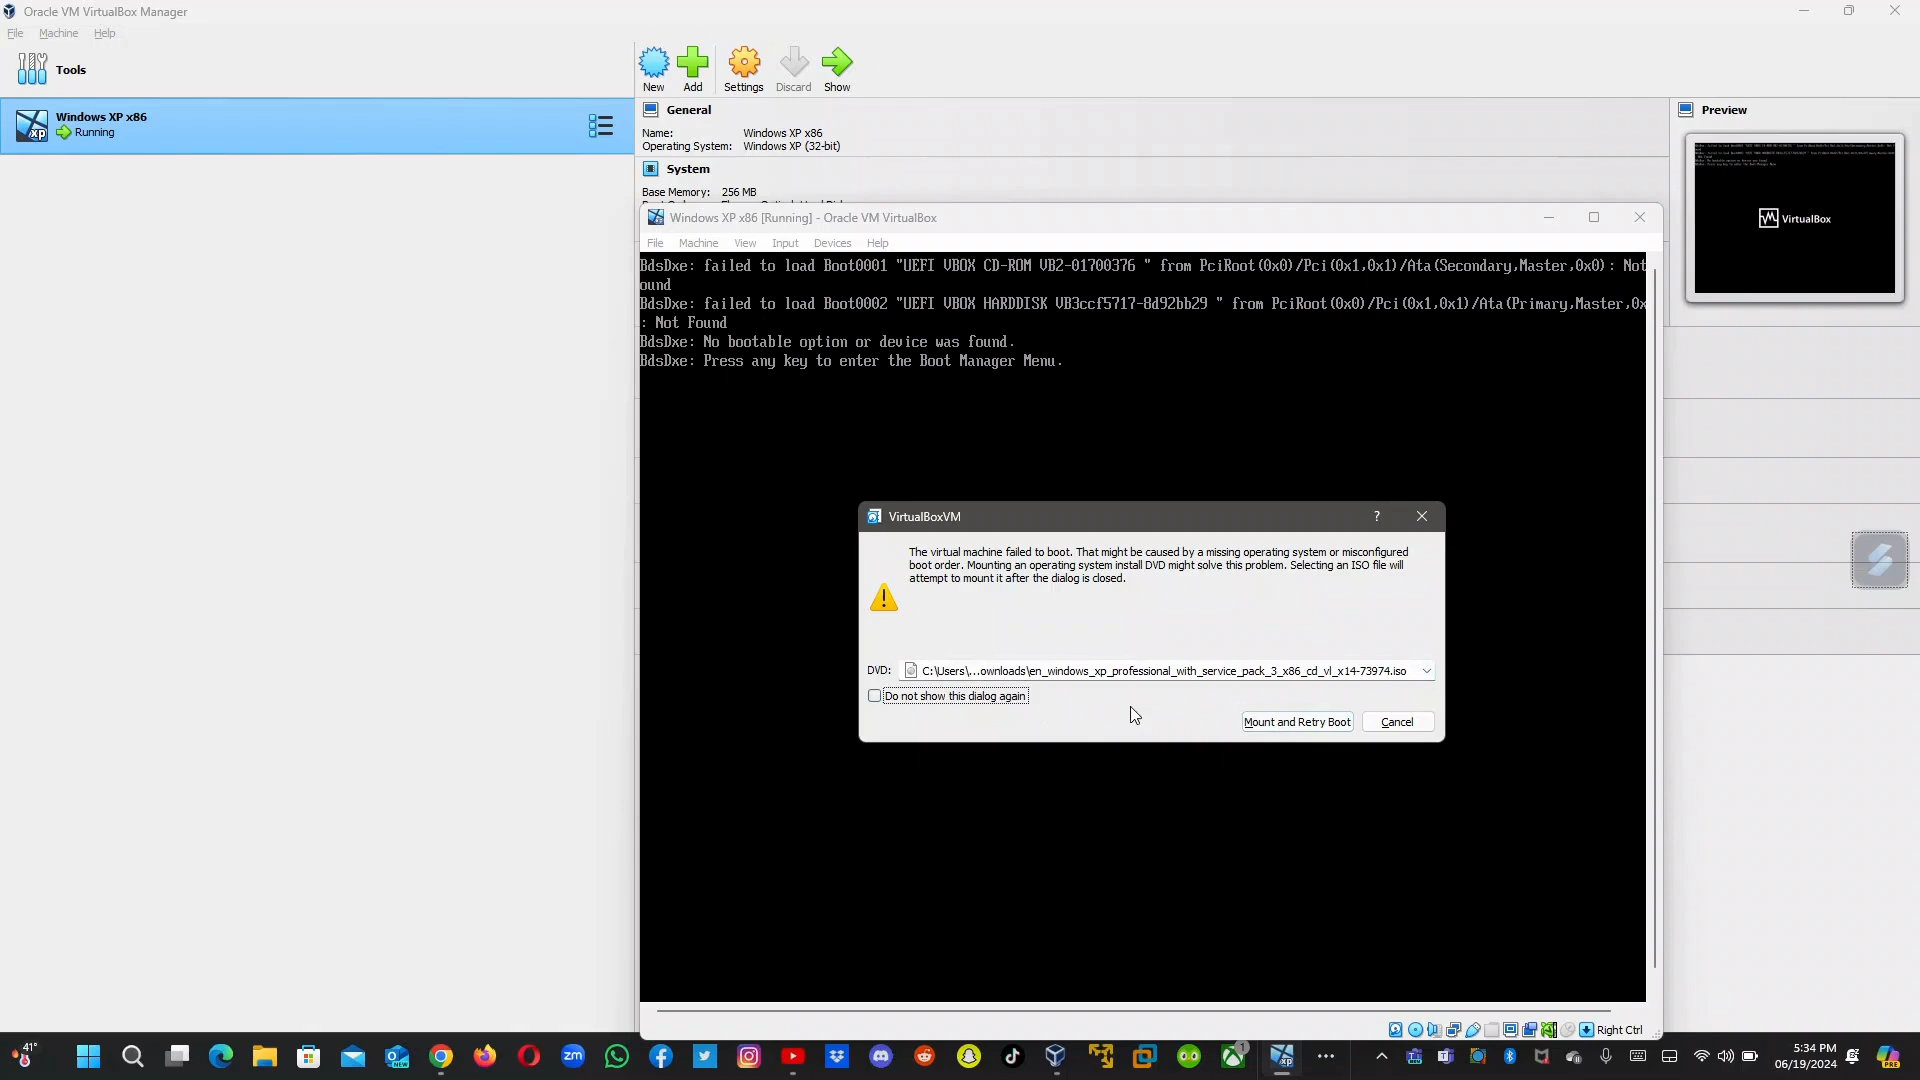 Oracle VM VirtualBox Manager
File Machine Help
Tools
New Add Settings Discard Show
xp
Windows XP x86
Running
General
Name: Windows XP x86
Operating System: Windows XP (32-bit)
System
Base Memory: 256 MB
Preview
VirtualBox
Windows XP x86 [Running] - Oracle VM VirtualBox
File Machine View Input Devices Help
BdsDxe: failed to load Boot0001 "UEFI VBOX CD-ROM VB2-01700376 " from PciRoot(0x0)/Pci(0x1,0x1)/Ata(Secondary,Master,0x0): Not
ound
BdsDxe: failed to load Boot0002 "UEFI VBOX HARDDISK VB3ccf5717-8d92bb29 " from PciRoot(0x0)/Pci(0x1,0x1)/Ata(Primary,Master,0x
: Not Found
BdsDxe: No bootable option or device was found.
BdsDxe: Press any key to enter the Boot Manager Menu.
VirtualBoxVM
The virtual machine failed to boot. That might be caused by a missing operating system or misconfigured
boot order. Mounting an operating system install DVD might solve this problem. Selecting an ISO file will
attempt to mount it after the dialog is closed.
DVD: C:\Users\...ownloads\en_windows_xp_professional_with_service_pack_3_x86_cd_vl_x14-73974.iso
Do not show this dialog again
Mount and Retry Boot Cancel
Right Ctrl
41°
zm
5:34 PM
06/19/2024